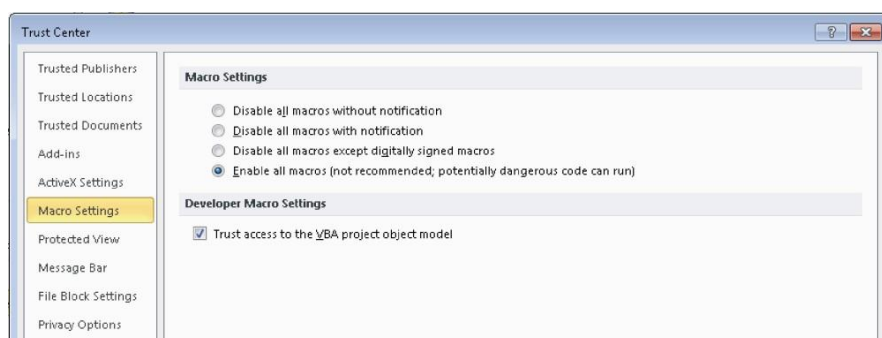 Trust Center
Trusted Publishers
Trusted Locations
Trusted Documents
Add-ins
ActiveX Settings
Macro Settings
Protected View
Message Bar
File Block Settings
Privacy Options
Macro Settings
Disable all macros without notification
Disable all macros with notification
Disable all macros except digitally signed macros
Enable all macros (not recommended; potentially dangerous code can run)
Developer Macro Settings
Trust access to the VBA project object model